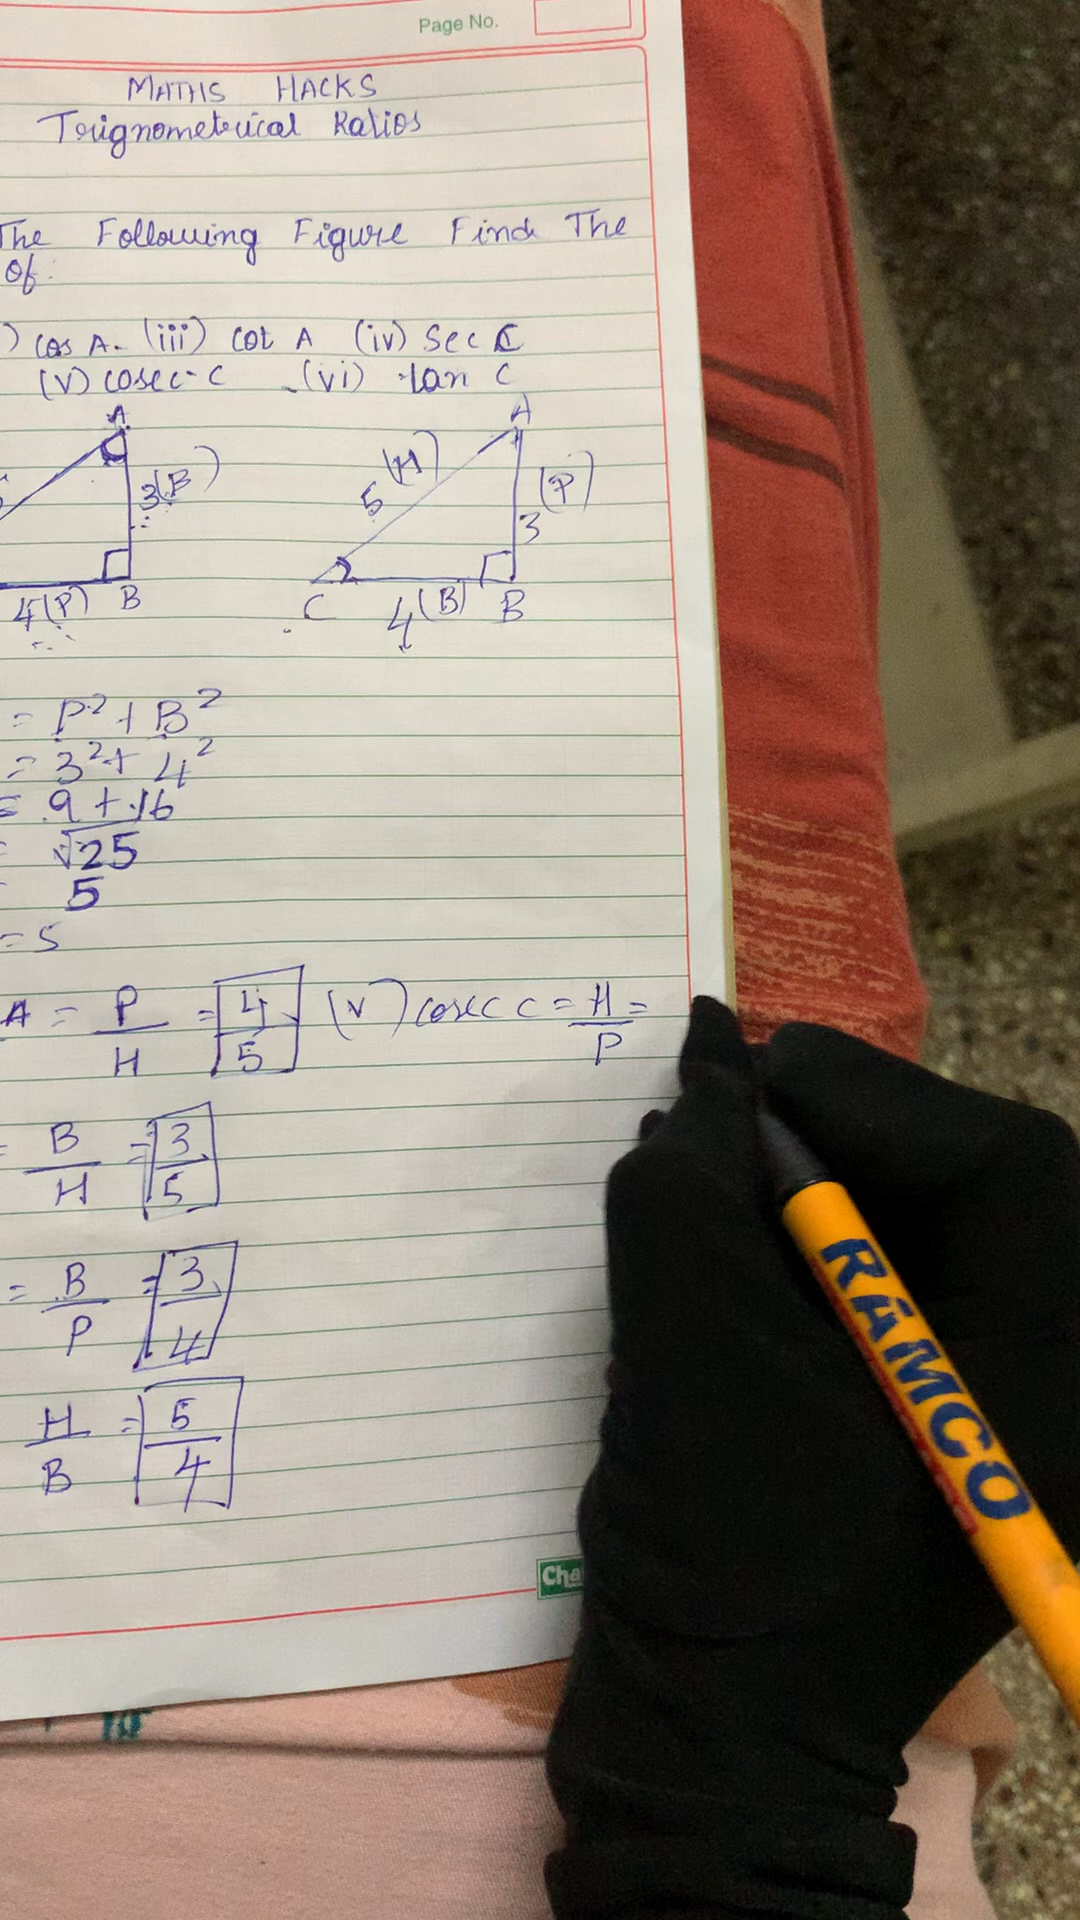 Page No.
MATHS HACKS
Trignometrical Ratios
The Following Figure Find The
of
) cos A. (iii) cot A (iv) sec C
(v) cosec C (vi) tan C
A A
5 (H)
3(B) (P)
3
4(P) B C 4(B) B
= P² + B²
= 3² + 4²
= 9 + 16
√25
5
= 5
A = P/H = 4/5 (v) cosec C = H/P =
= B/H = 3/5
= B/P = 3/4
H/B = 5/4
RAMCO